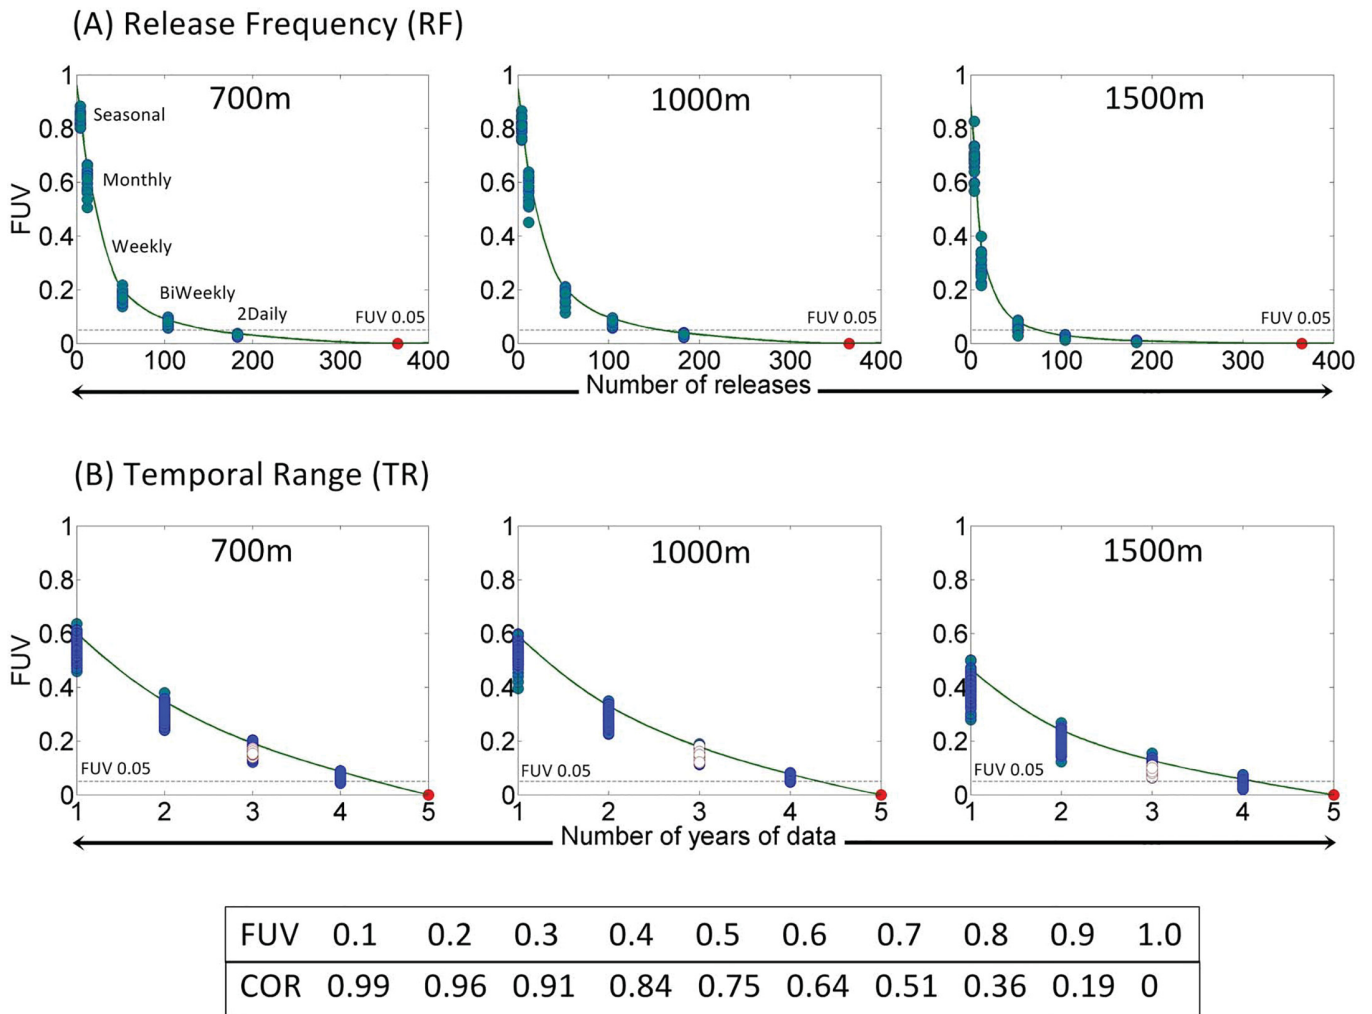 (A) Release Frequency (RF)
700m
1000m
1500m
1
0.8
0.6
0.4
0.2
0
FUV
Seasonal
Monthly
Weekly
BiWeekly
2Daily
FUV 0.05
0 100 200 300 400
1
0.8
0.6
0.4
0.2
0
FUV 0.05
0 100 200 300 400
1
0.8
0.6
0.4
0.2
0
FUV 0.05
0 100 200 300 400
Number of releases
(B) Temporal Range (TR)
700m
1000m
1500m
1
0.8
0.6
0.4
0.2
0
FUV
FUV 0.05
1 2 3 4 5
1
0.8
0.6
0.4
0.2
0
FUV 0.05
1 2 3 4 5
1
0.8
0.6
0.4
0.2
0
FUV 0.05
1 2 3 4 5
Number of years of data
FUV 0.1 0.2 0.3 0.4 0.5 0.6 0.7 0.8 0.9 1.0
COR 0.99 0.96 0.91 0.84 0.75 0.64 0.51 0.36 0.19 0